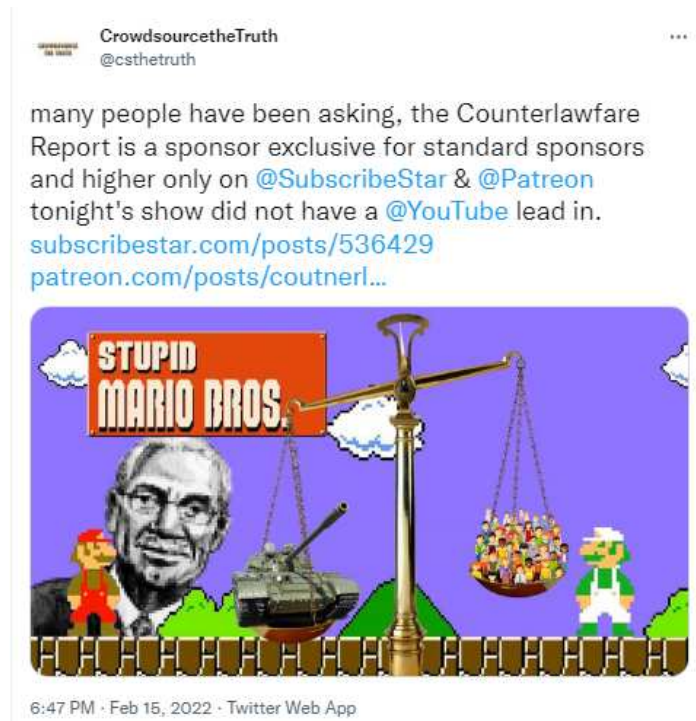 CrowdsourcetheTruth
@csthetruth
many people have been asking, the Counterlawfare
Report is a sponsor exclusive for standard sponsors
and higher only on @SubscribeStar & @Patreon
tonight's show did not have a @YouTube lead in.
subscribestar.com/posts/536429
patreon.com/posts/coutnerl...
STUPID
MARIO BROS.
6:47 PM · Feb 15, 2022 · Twitter Web App